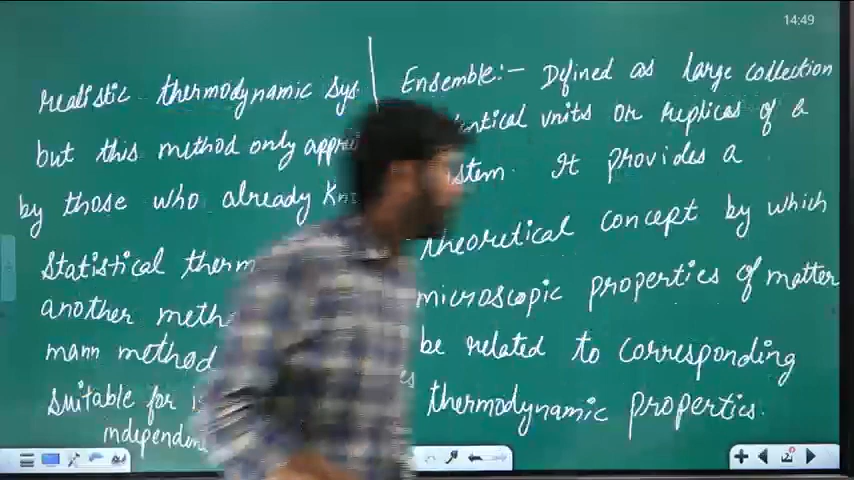 14:49
realistic thermodynamic sys
but this method only appr
by those who already kn
Statistical therm
another meth
mann method
suitable for i
independen
Ensemble:- Defined as large collection
entical units or replicas of a
stem. It provides a
theoretical concept by which
microscopic properties of matter
be related to corresponding
es
thermodynamic properties.